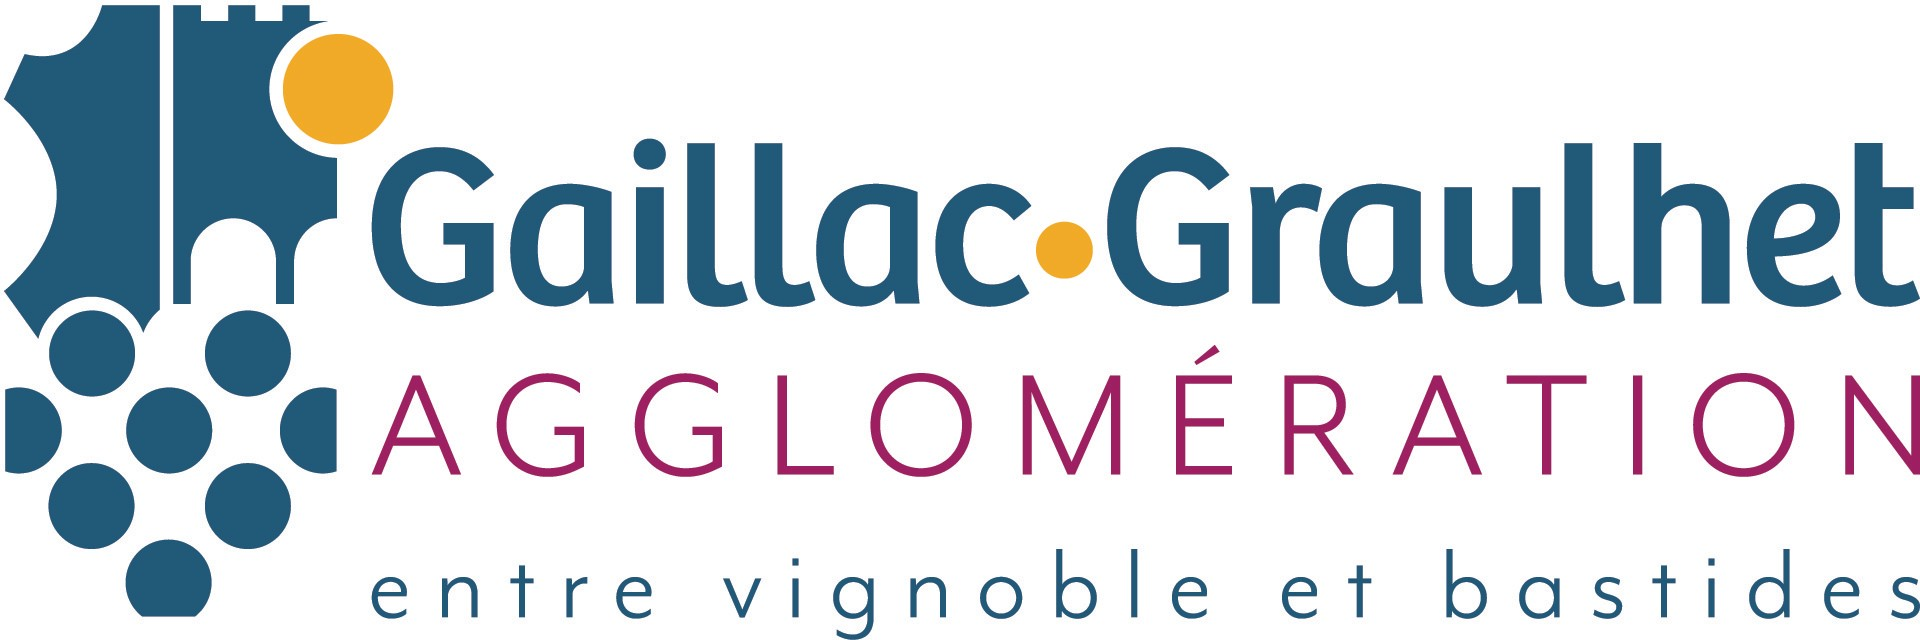 Gaillac·Graulhet
AGGLOMÉRATION
entre vignoble et bastides